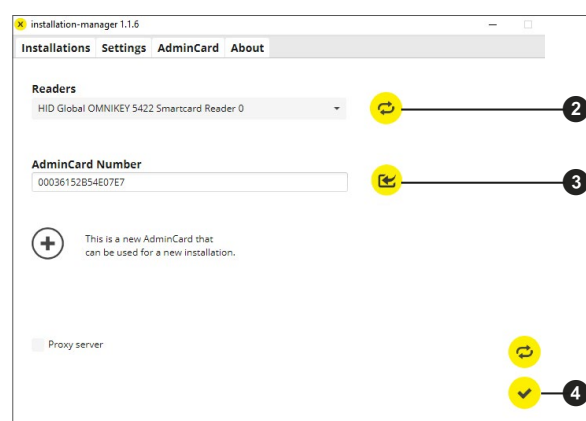 installation-manager 1.1.6
Installations Settings AdminCard About
Readers
HID Global OMNIKEY 5422 Smartcard Reader 0
2
AdminCard Number
00036152B54E07E7
3
This is a new AdminCard that
can be used for a new installation.
Proxy server
4